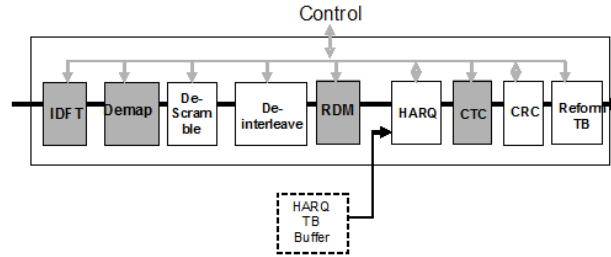 Control
IDFT
Demap
De-
Scram
ble
De-
interleave
RDM
HARQ
CTC
CRC
Reform
TB
HARQ
TB
Buffer